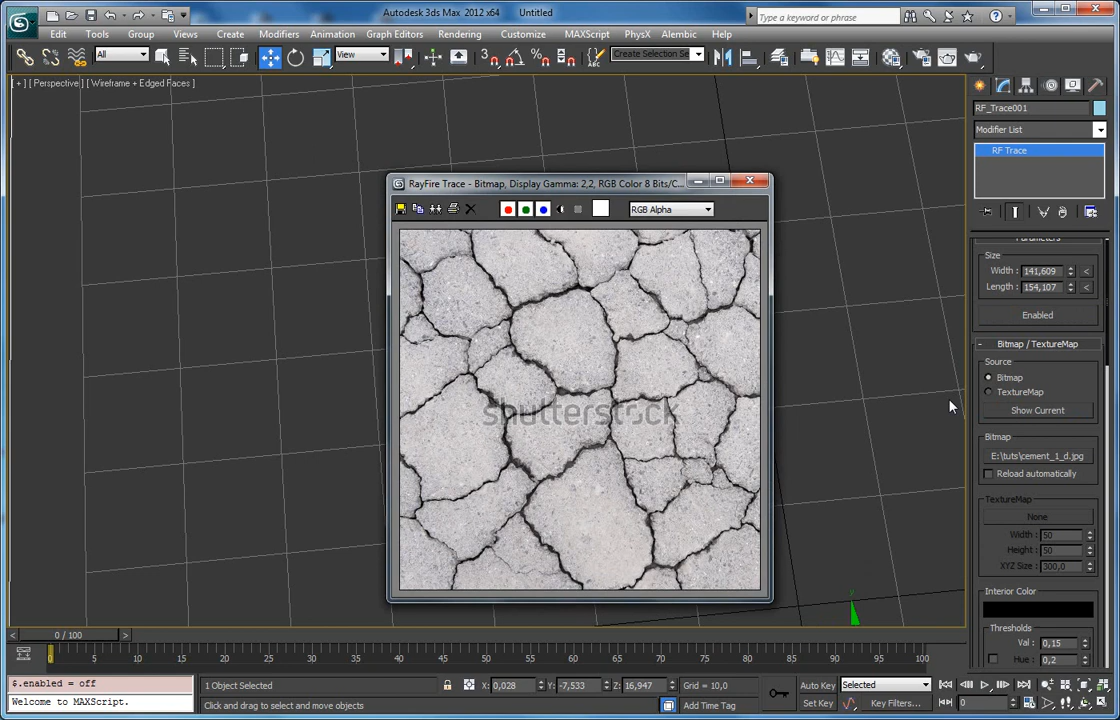 Autodesk 3ds Max 2012 x64 Untitled
Type a keyword or phrase
Edit Tools Group Views Create Modifiers Animation Graph Editors Rendering Customize MAXScript PhysX Alembic Help
All View Create Selection Se
[ + ] [ Perspective ] [ Wireframe + Edged Faces ]
RF_Trace001
Modifier List
RF Trace
RayFire Trace - Bitmap, Display Gamma: 2,2, RGB Color 8 Bits/C...
RGB Alpha
shutterstock
Parameters
Size
Width : 141,609 <
Length : 154,107 <
Enabled
- Bitmap / TextureMap
Source
Bitmap
TextureMap
Show Current
Bitmap
E:\tuts\cement_1_d.jpg
Reload automatically
TextureMap
None
Width : 50
Height : 50
XYZ Size : 300,0
Interior Color
Thresholds
Val : 0,15
Hue : 0,2
< 0 / 100 >
0 5 10 15 20 25 30 35 40 45 50 55 60 65 70 75 80 85 90 95 100
$.enabled = off
Welcome to MAXScript.
1 Object Selected X: 0,028 Y: -7,533 Z: 16,947 Grid = 10,0
Click and drag to select and move objects Add Time Tag
Auto Key Selected
Set Key Key Filters... 0